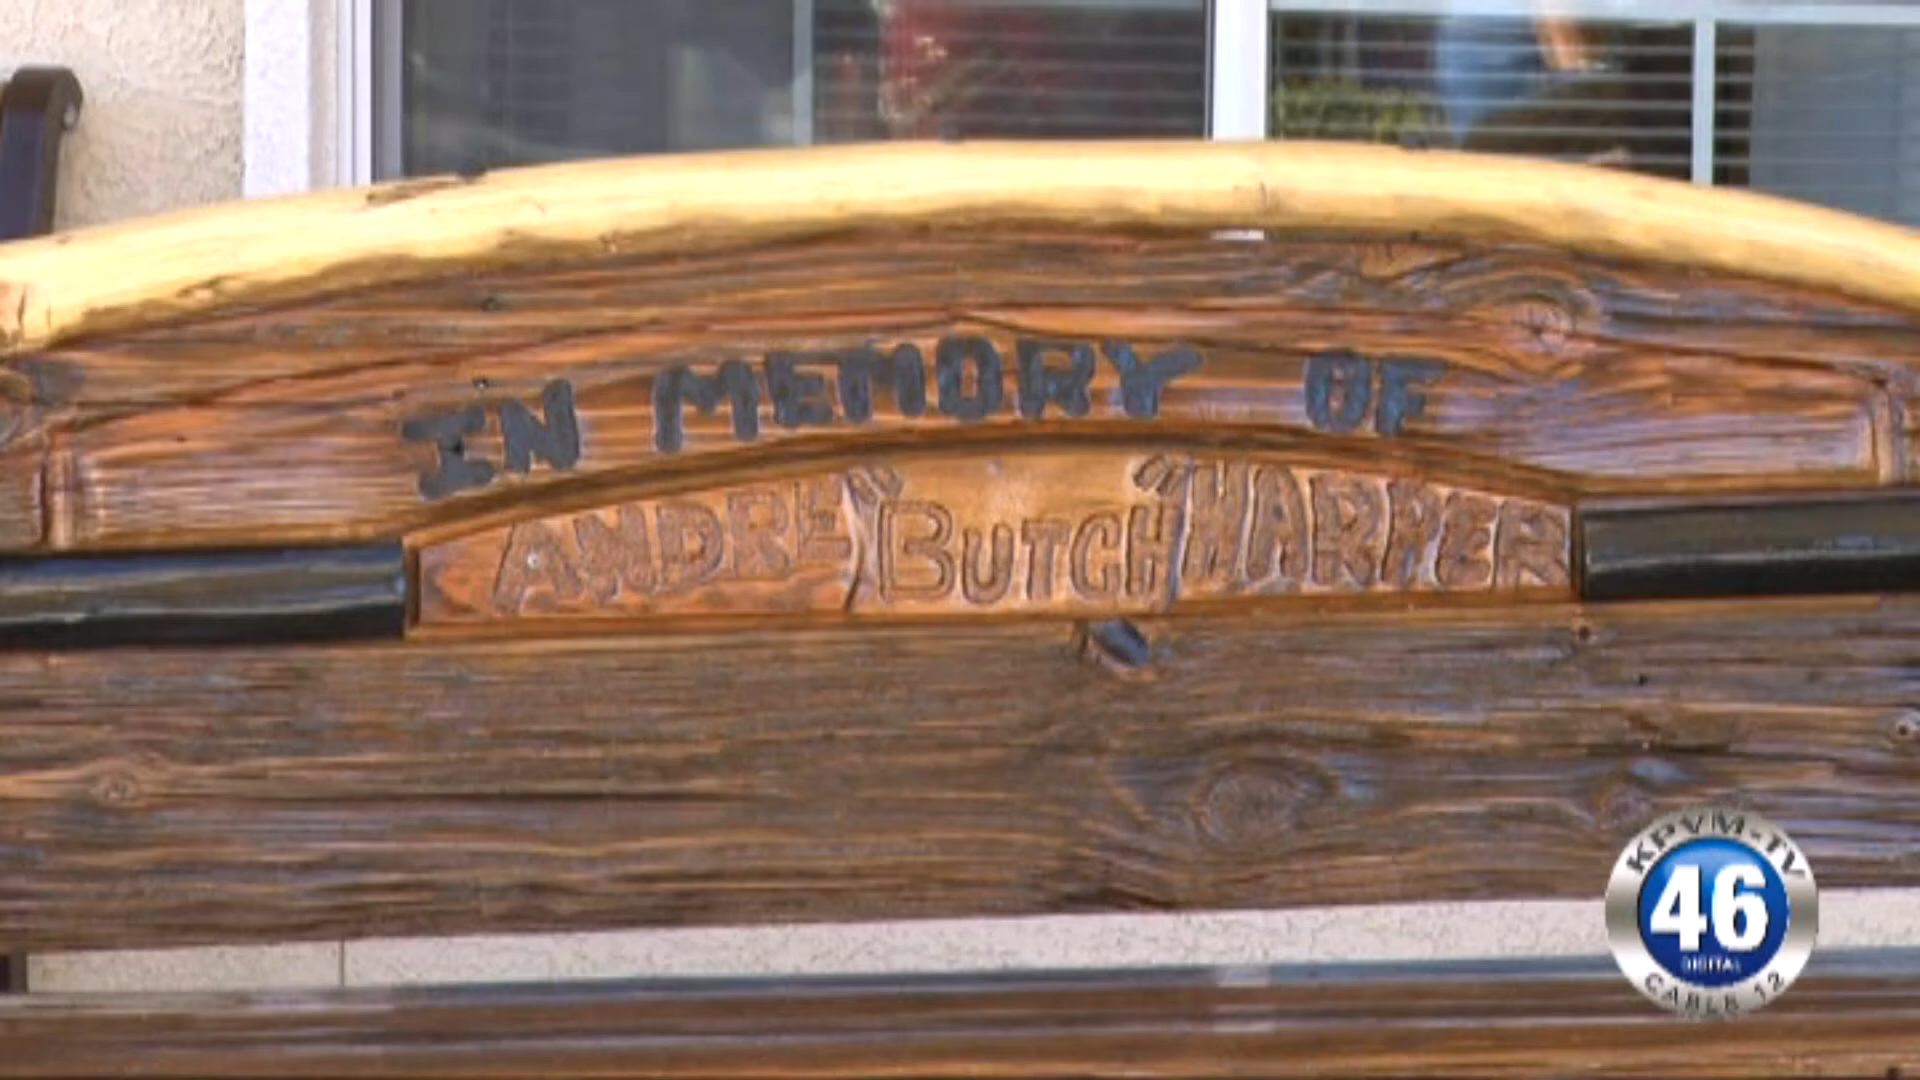 IN MEMORY OF
ANDRE "BUTCH" HARPER
KPVM-TV
46
DIGITAL
CABLE 12